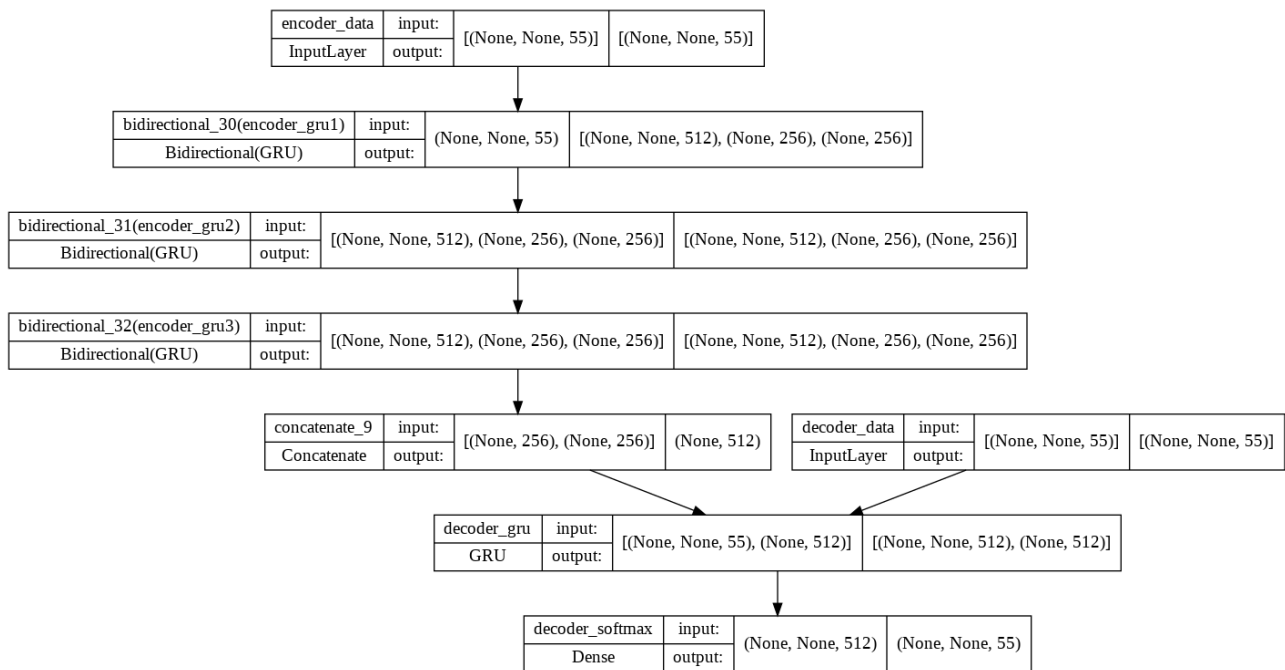 encoder_data input: [(None, None, 55)] [(None, None, 55)]
InputLayer output:
bidirectional_30(encoder_gru1) input: (None, None, 55) [(None, None, 512), (None, 256), (None, 256)]
Bidirectional(GRU) output:
bidirectional_31(encoder_gru2) input: [(None, None, 512), (None, 256), (None, 256)] [(None, None, 512), (None, 256), (None, 256)]
Bidirectional(GRU) output:
bidirectional_32(encoder_gru3) input: [(None, None, 512), (None, 256), (None, 256)] [(None, None, 512), (None, 256), (None, 256)]
Bidirectional(GRU) output:
concatenate_9 input: [(None, 256), (None, 256)] (None, 512)
Concatenate output:
decoder_data input: [(None, None, 55)] [(None, None, 55)]
InputLayer output:
decoder_gru input: [(None, None, 55), (None, 512)] [(None, None, 512), (None, 512)]
GRU output:
decoder_softmax input: (None, None, 512) (None, None, 55)
Dense output: